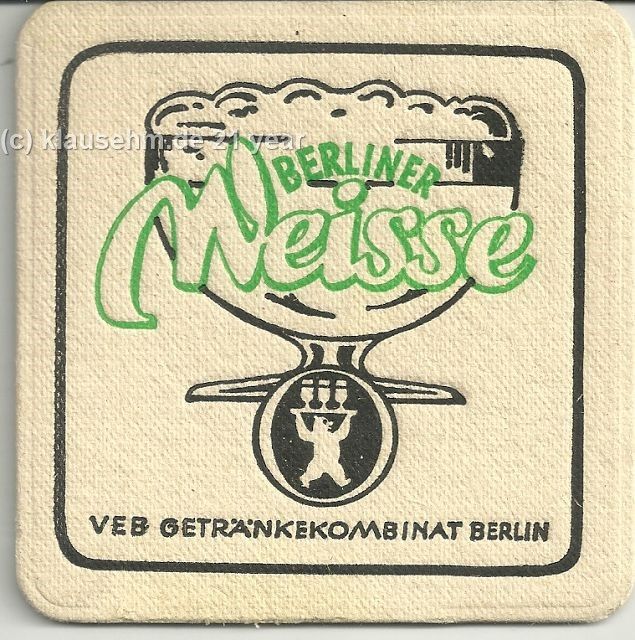 (c) klausehm.de 21 year
BERLINER
Weisse
VEB GETRÄNKEKOMBINAT BERLIN